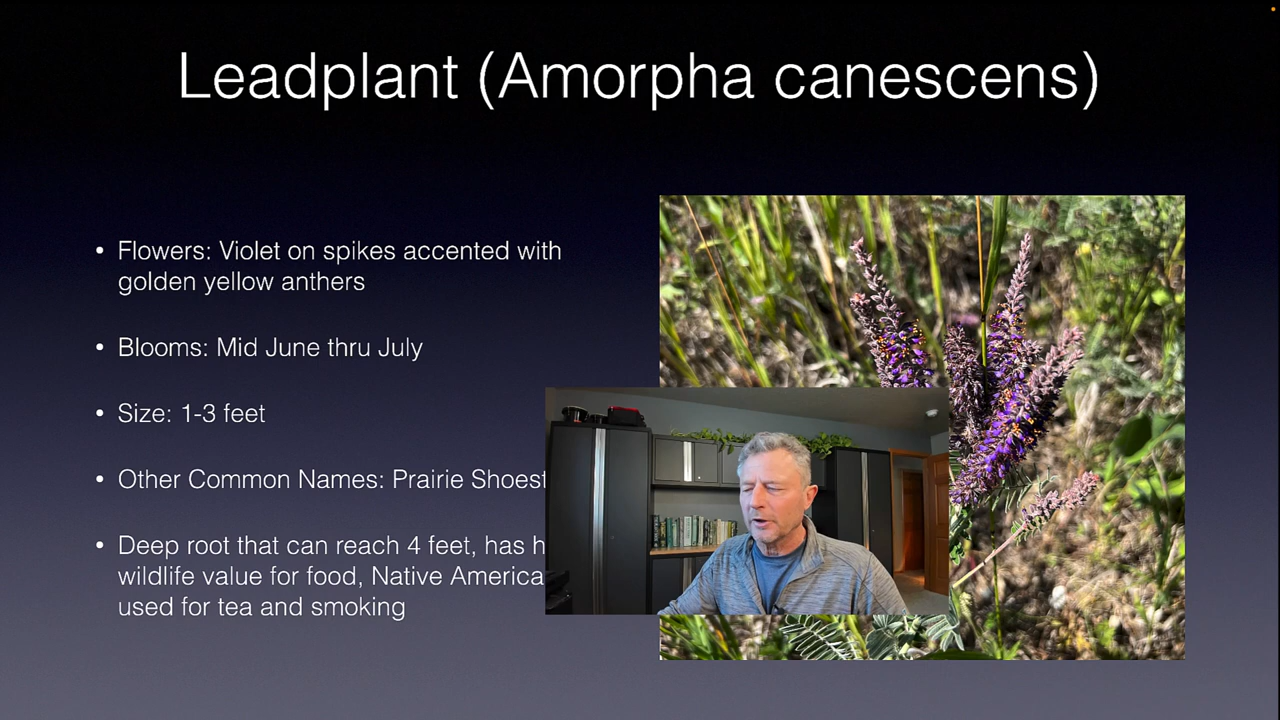 Leadplant (Amorpha canescens)
• Flowers: Violet on spikes accented with
golden yellow anthers
• Blooms: Mid June thru July
• Size: 1-3 feet
• Other Common Names: Prairie Shoest
• Deep root that can reach 4 feet, has h
wildlife value for food, Native America
used for tea and smoking